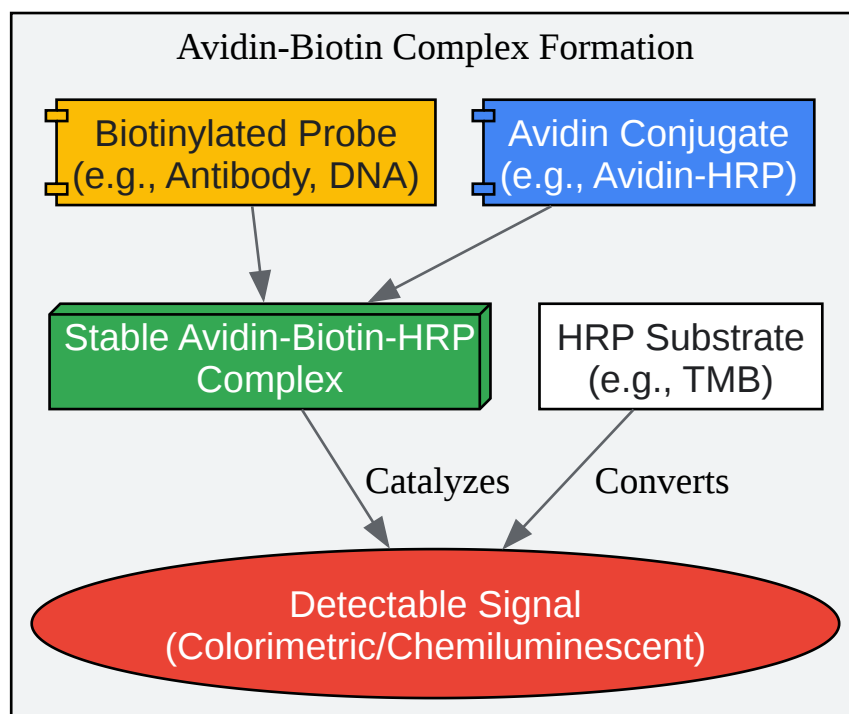 Avidin-Biotin Complex Formation
Biotinylated Probe
(e.g., Antibody, DNA)
Avidin Conjugate
(e.g., Avidin-HRP)
Stable Avidin-Biotin-HRP
Complex
HRP Substrate
(e.g., TMB)
Catalyzes
Converts
Detectable Signal
(Colorimetric/Chemiluminescent)